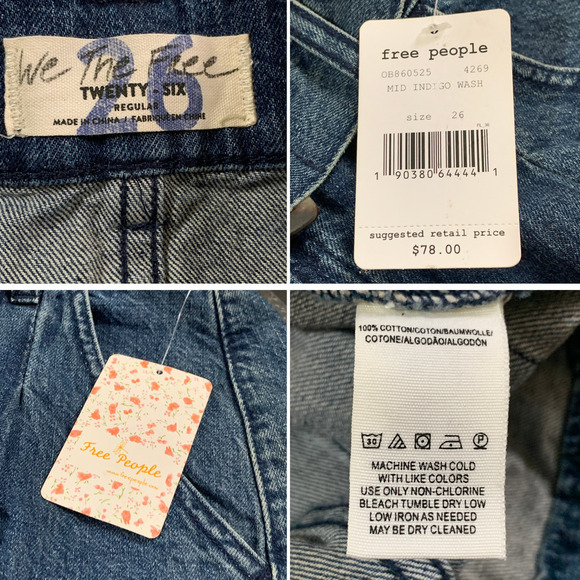 26
We The Free
TWENTY-SIX
REGULAR
MADE IN CHINA / FABRIQUÉ EN CHINE
free people
OB860525 4269
MID INDIGO WASH
size 26
1 90380 64444 1
suggested retail price
$78.00
Free People
100% COTTON/COTON/BAUMWOLLE/
COTONE/ALGODÃO/ALGODÓN
30
P
MACHINE WASH COLD
WITH LIKE COLORS
USE ONLY NON-CHLORINE
BLEACH TUMBLE DRY LOW
LOW IRON AS NEEDED
MAY BE DRY CLEANED